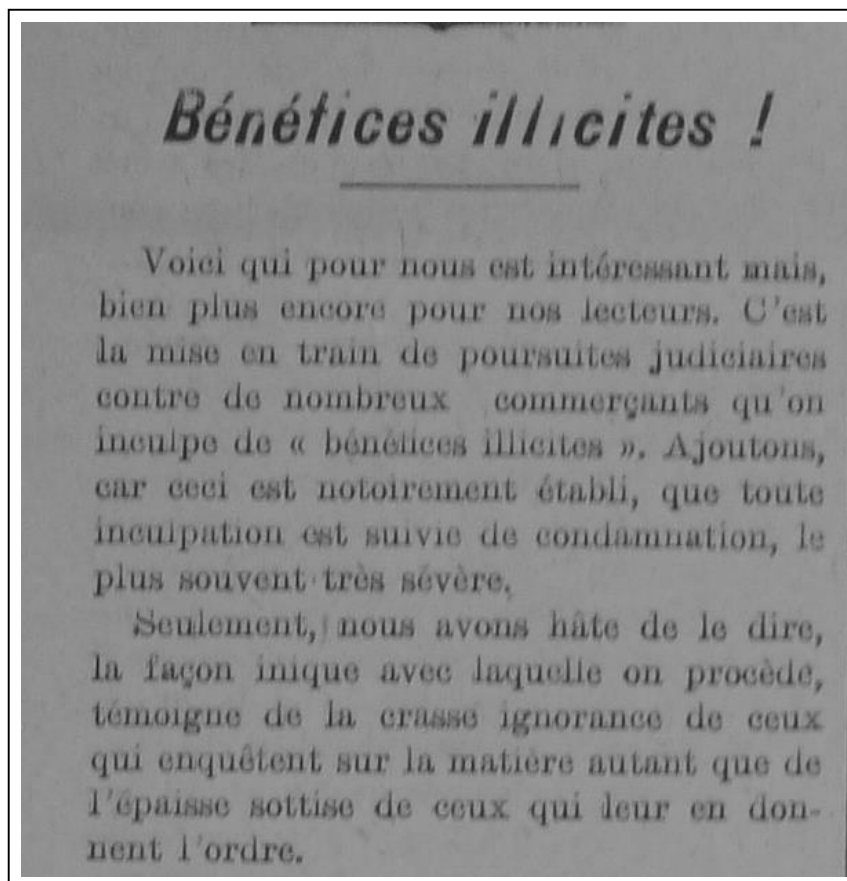 Bénéfices illicites !
Voici qui pour nous est intéressant mais,
bien plus encore pour nos lecteurs. C'est
la mise en train de poursuites judiciaires
contre de nombreux commerçants qu'on
inculpe de « bénéfices illicites ». Ajoutons,
car ceci est notoirement établi, que toute
inculpation est suivie de condamnation, le
plus souvent très sévère.
Seulement, nous avons hâte de le dire,
la façon inique avec laquelle on procède,
témoigne de la crasse ignorance de ceux
qui enquêtent sur la matière autant que de
l'épaisse sottise de ceux qui leur en don-
nent l'ordre.